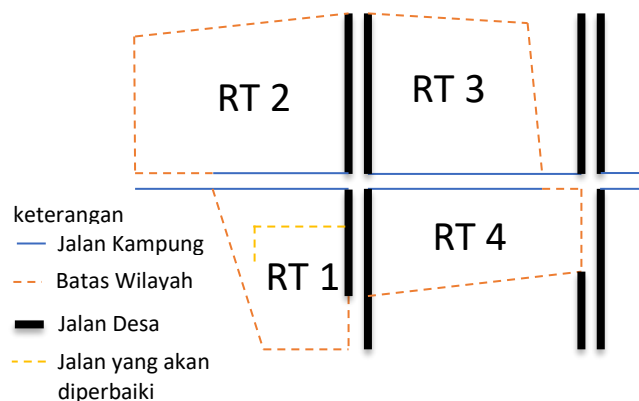 RT 2
RT 3
RT 1
RT 4
keterangan
Jalan Kampung
Batas Wilayah
Jalan Desa
Jalan yang akan
diperbaiki